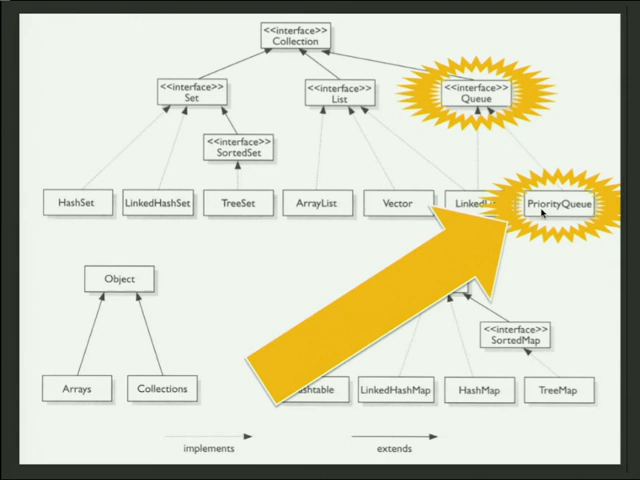 <<interface>>
Collection
<<interface>>
Set
<<interface>>
List
<<interface>>
Queue
<<interface>>
SortedSet
HashSet
LinkedHashSet
TreeSet
ArrayList
Vector
PriorityQueue
Object
<<interface>>
SortedMap
Arrays
Collections
LinkedHashMap
HashMap
TreeMap
implements
extends